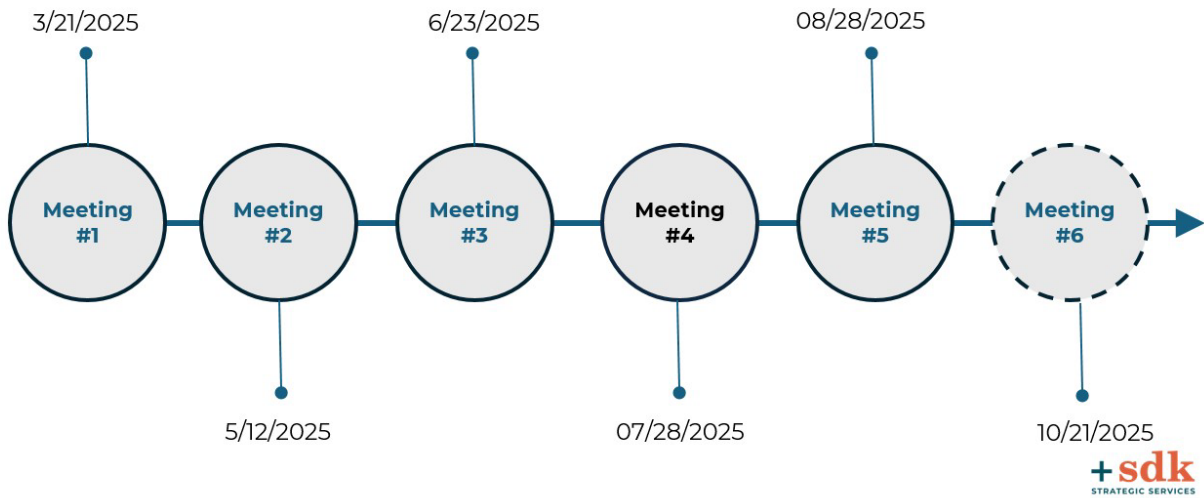 3/21/2025
6/23/2025
08/28/2025
Meeting
#1
Meeting
#2
Meeting
#3
Meeting
#4
Meeting
#5
Meeting
#6
5/12/2025
07/28/2025
10/21/2025
+sdk
STRATEGIC SERVICES